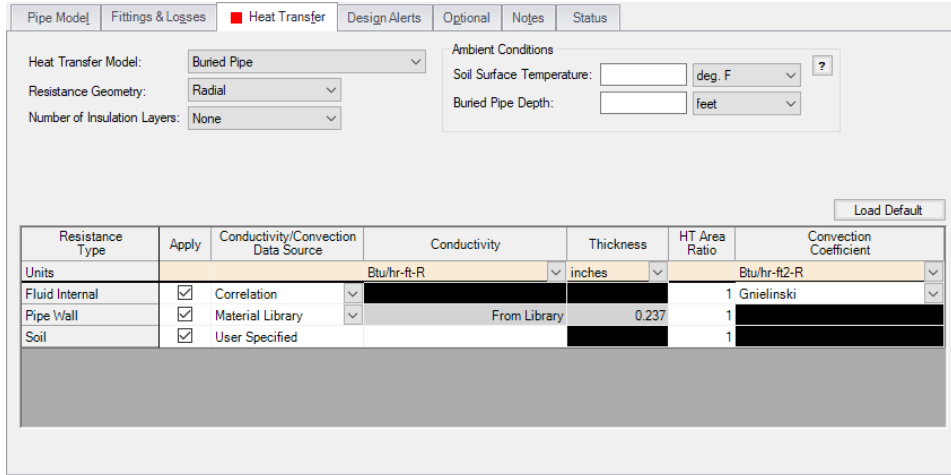 Pipe Model Fittings & Losses Heat Transfer Design Alerts Optional Notes Status
Heat Transfer Model: Buried Pipe
Resistance Geometry: Radial
Number of Insulation Layers: None
Ambient Conditions
Soil Surface Temperature: deg. F ?
Buried Pipe Depth: feet
Load Default
Resistance Type Apply Conductivity/Convection Data Source Conductivity Thickness HT Area Ratio Convection Coefficient
Units Btu/hr-ft-R inches Btu/hr-ft2-R
Fluid Internal Correlation 1 Gnielinski
Pipe Wall Material Library From Library 0.237 1
Soil User Specified 1